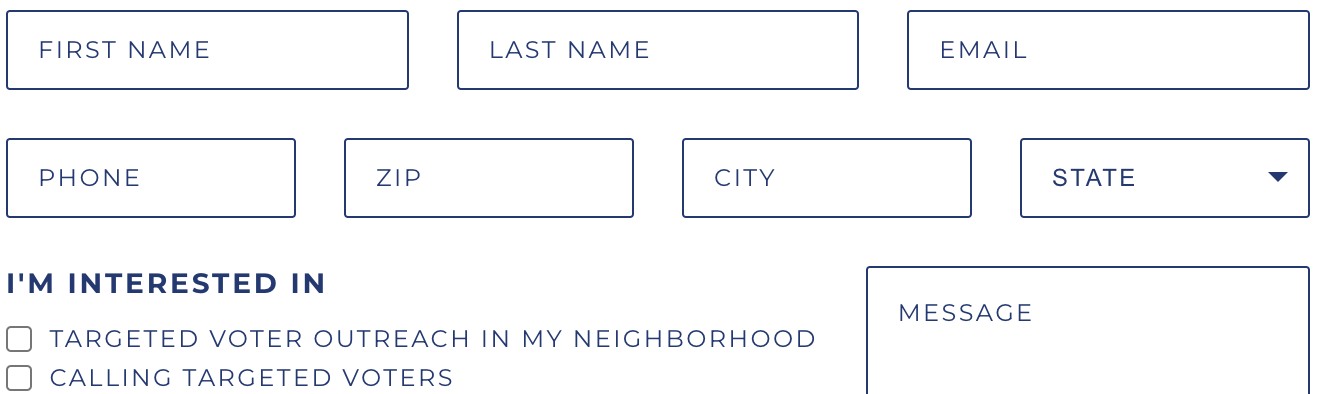 FIRST NAME
LAST NAME
EMAIL
PHONE
ZIP
CITY
STATE
I'M INTERESTED IN
TARGETED VOTER OUTREACH IN MY NEIGHBORHOOD
CALLING TARGETED VOTERS
MESSAGE